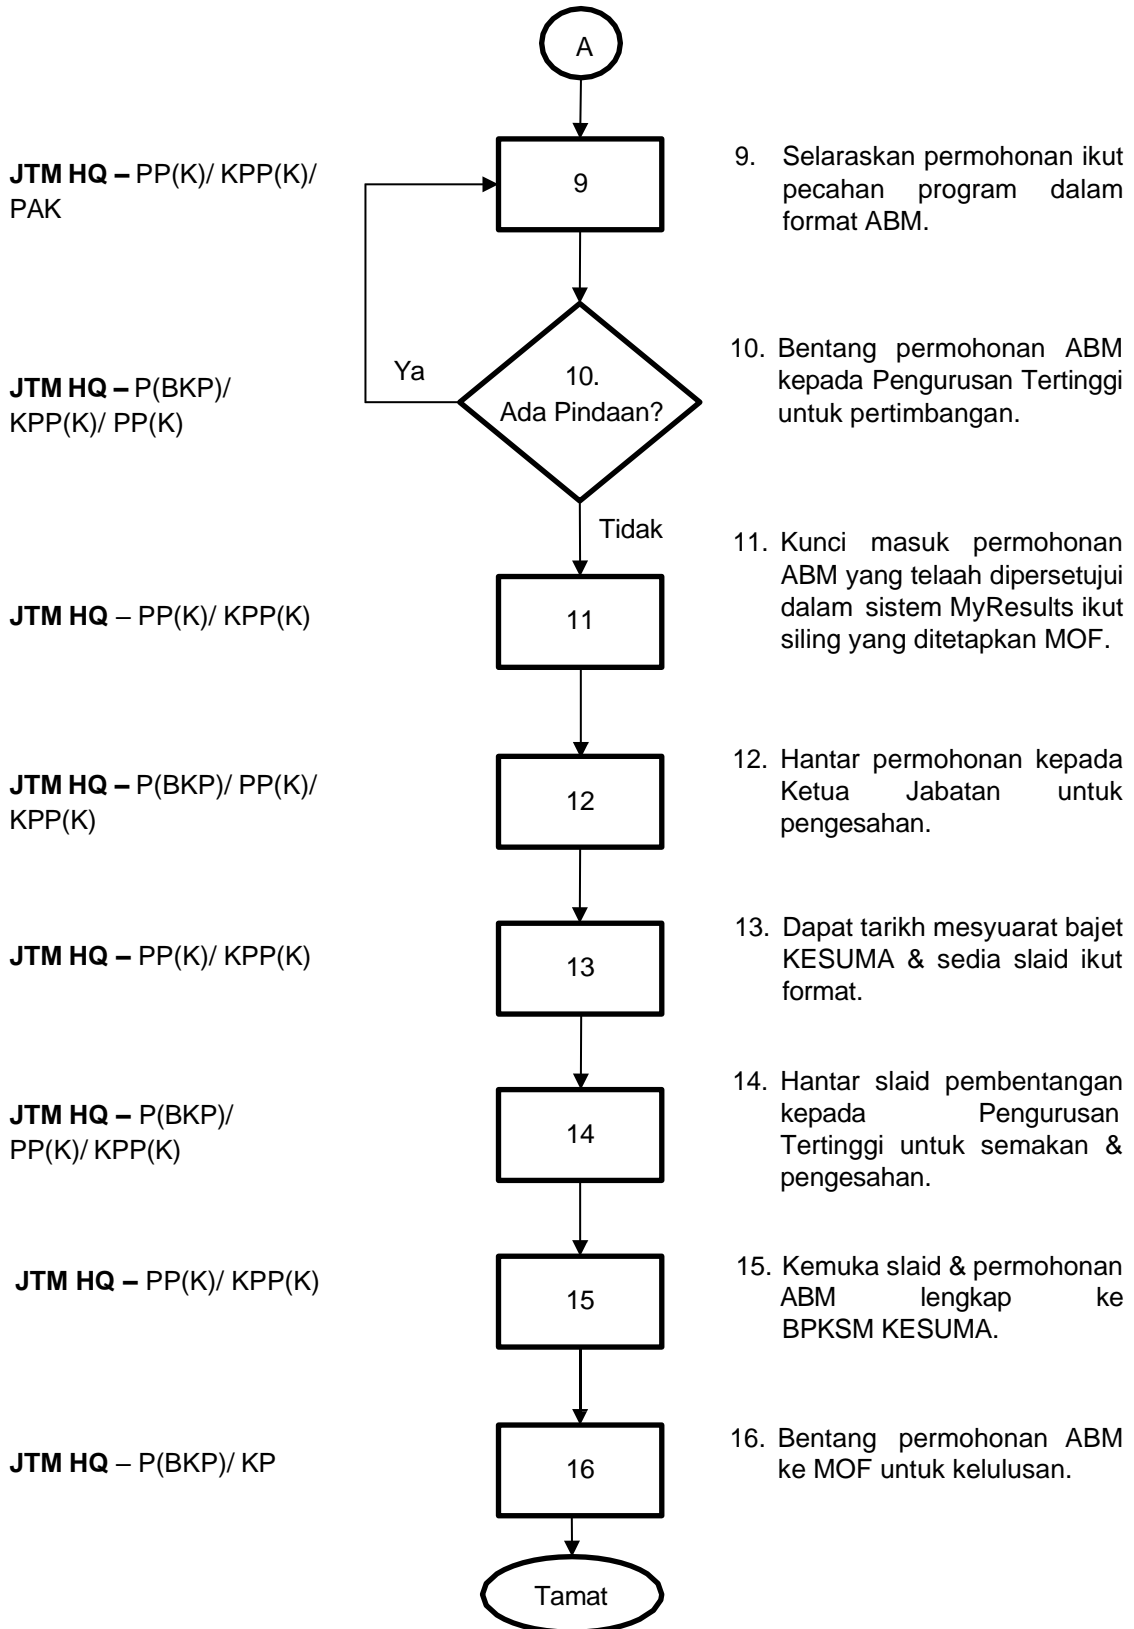 A
JTM HQ – PP(K)/ KPP(K)/
PAK
9
9. Selaraskan permohonan ikut
pecahan program dalam
format ABM.
JTM HQ – P(BKP)/
KPP(K)/ PP(K)
Ya
10.
Ada Pindaan?
10. Bentang permohonan ABM
kepada Pengurusan Tertinggi
untuk pertimbangan.
Tidak
JTM HQ – PP(K)/ KPP(K)
11
11. Kunci masuk permohonan
ABM yang telaah dipersetujui
dalam sistem MyResults ikut
siling yang ditetapkan MOF.
JTM HQ – P(BKP)/ PP(K)/
KPP(K)
12
12. Hantar permohonan kepada
Ketua Jabatan untuk
pengesahan.
JTM HQ – PP(K)/ KPP(K)
13
13. Dapat tarikh mesyuarat bajet
KESUMA & sedia slaid ikut
format.
JTM HQ – P(BKP)/
PP(K)/ KPP(K)
14
14. Hantar slaid pembentangan
kepada Pengurusan
Tertinggi untuk semakan &
pengesahan.
JTM HQ – PP(K)/ KPP(K)
15
15. Kemuka slaid & permohonan
ABM lengkap ke
BPKSM KESUMA.
JTM HQ – P(BKP)/ KP
16
16. Bentang permohonan ABM
ke MOF untuk kelulusan.
Tamat